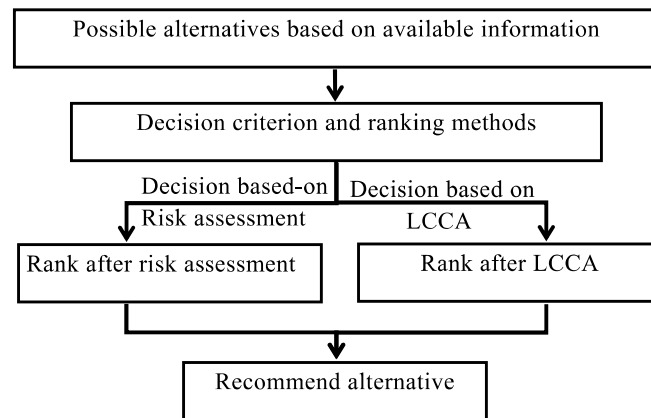 Possible alternatives based on available information
Decision criterion and ranking methods
Decision based-on
Risk assessment
Decision based on
LCCA
Rank after risk assessment
Rank after LCCA
Recommend alternative